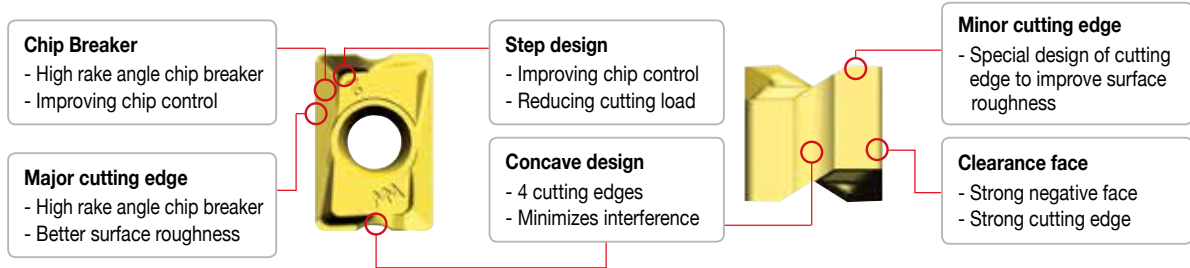 Chip Breaker
- High rake angle chip breaker
- Improving chip control
Major cutting edge
- High rake angle chip breaker
- Better surface roughness
Step design
- Improving chip control
- Reducing cutting load
Concave design
- 4 cutting edges
- Minimizes interference
Minor cutting edge
- Special design of cutting
edge to improve surface
roughness
Clearance face
- Strong negative face
- Strong cutting edge